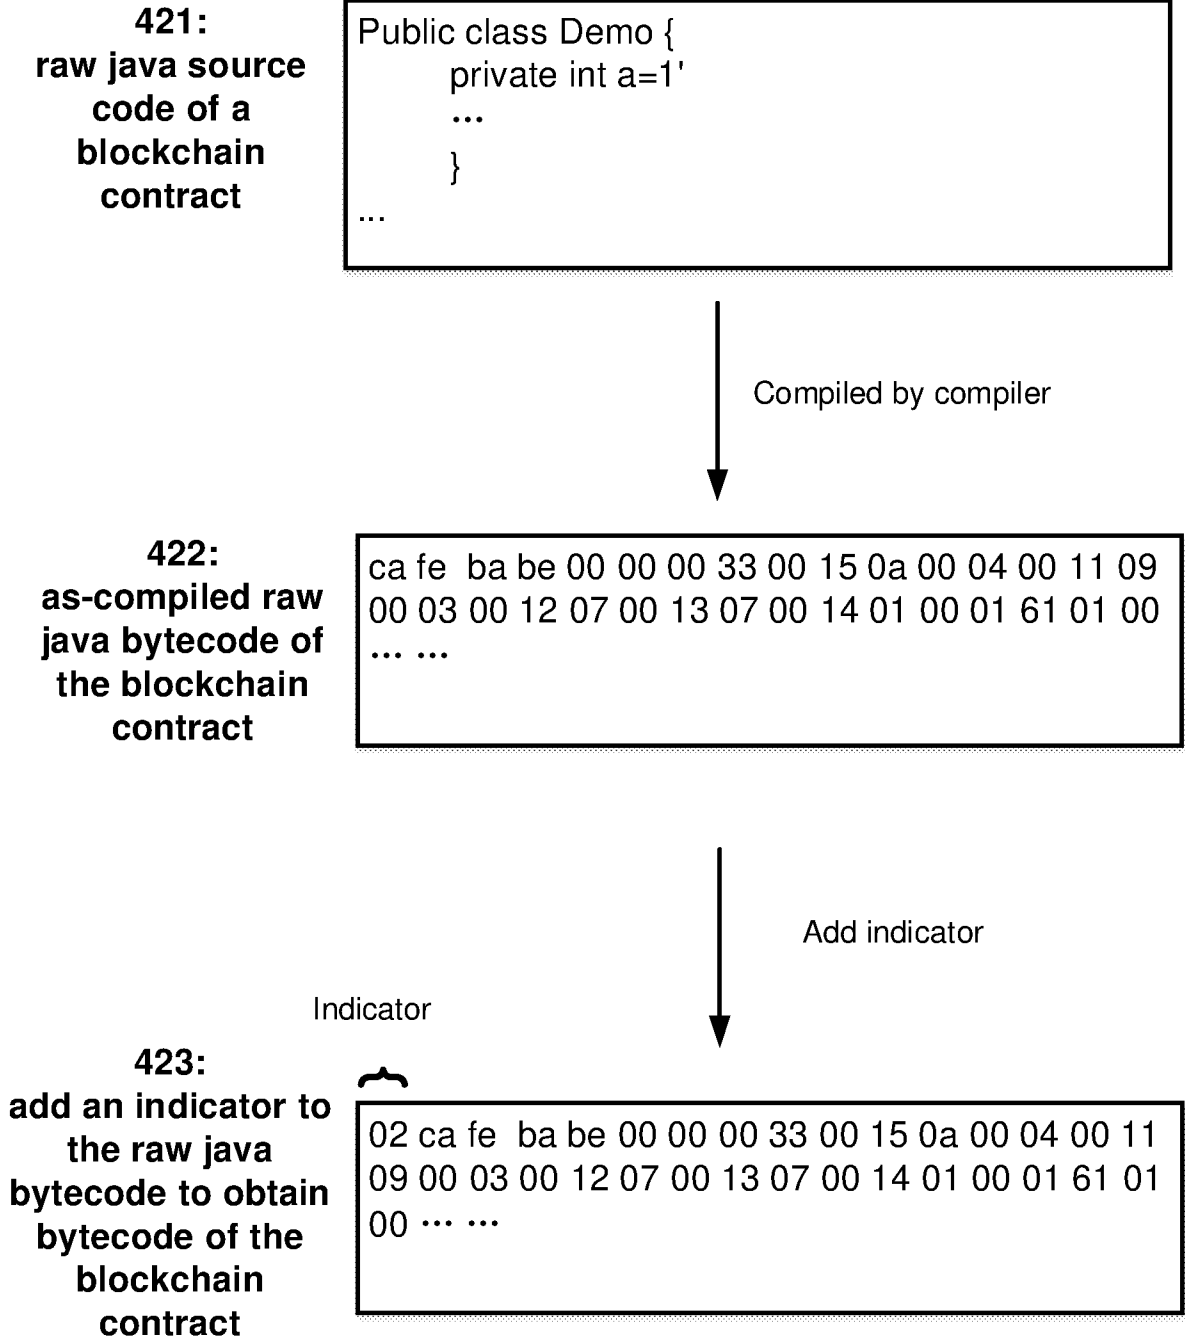 421:
raw java source
code of a
blockchain
contract
Public class Demo {
private int a=1'
...
}
...
Compiled by compiler
422:
as-compiled raw
java bytecode of
the blockchain
contract
ca fe ba be 00 00 00 33 00 15 0a 00 04 00 11 09
00 03 00 12 07 00 13 07 00 14 01 00 01 61 01 00
... ...
Add indicator
Indicator
423:
add an indicator to
the raw java
bytecode to obtain
bytecode of the
blockchain
contract
02 ca fe ba be 00 00 00 33 00 15 0a 00 04 00 11
09 00 03 00 12 07 00 13 07 00 14 01 00 01 61 01
00 ... ...